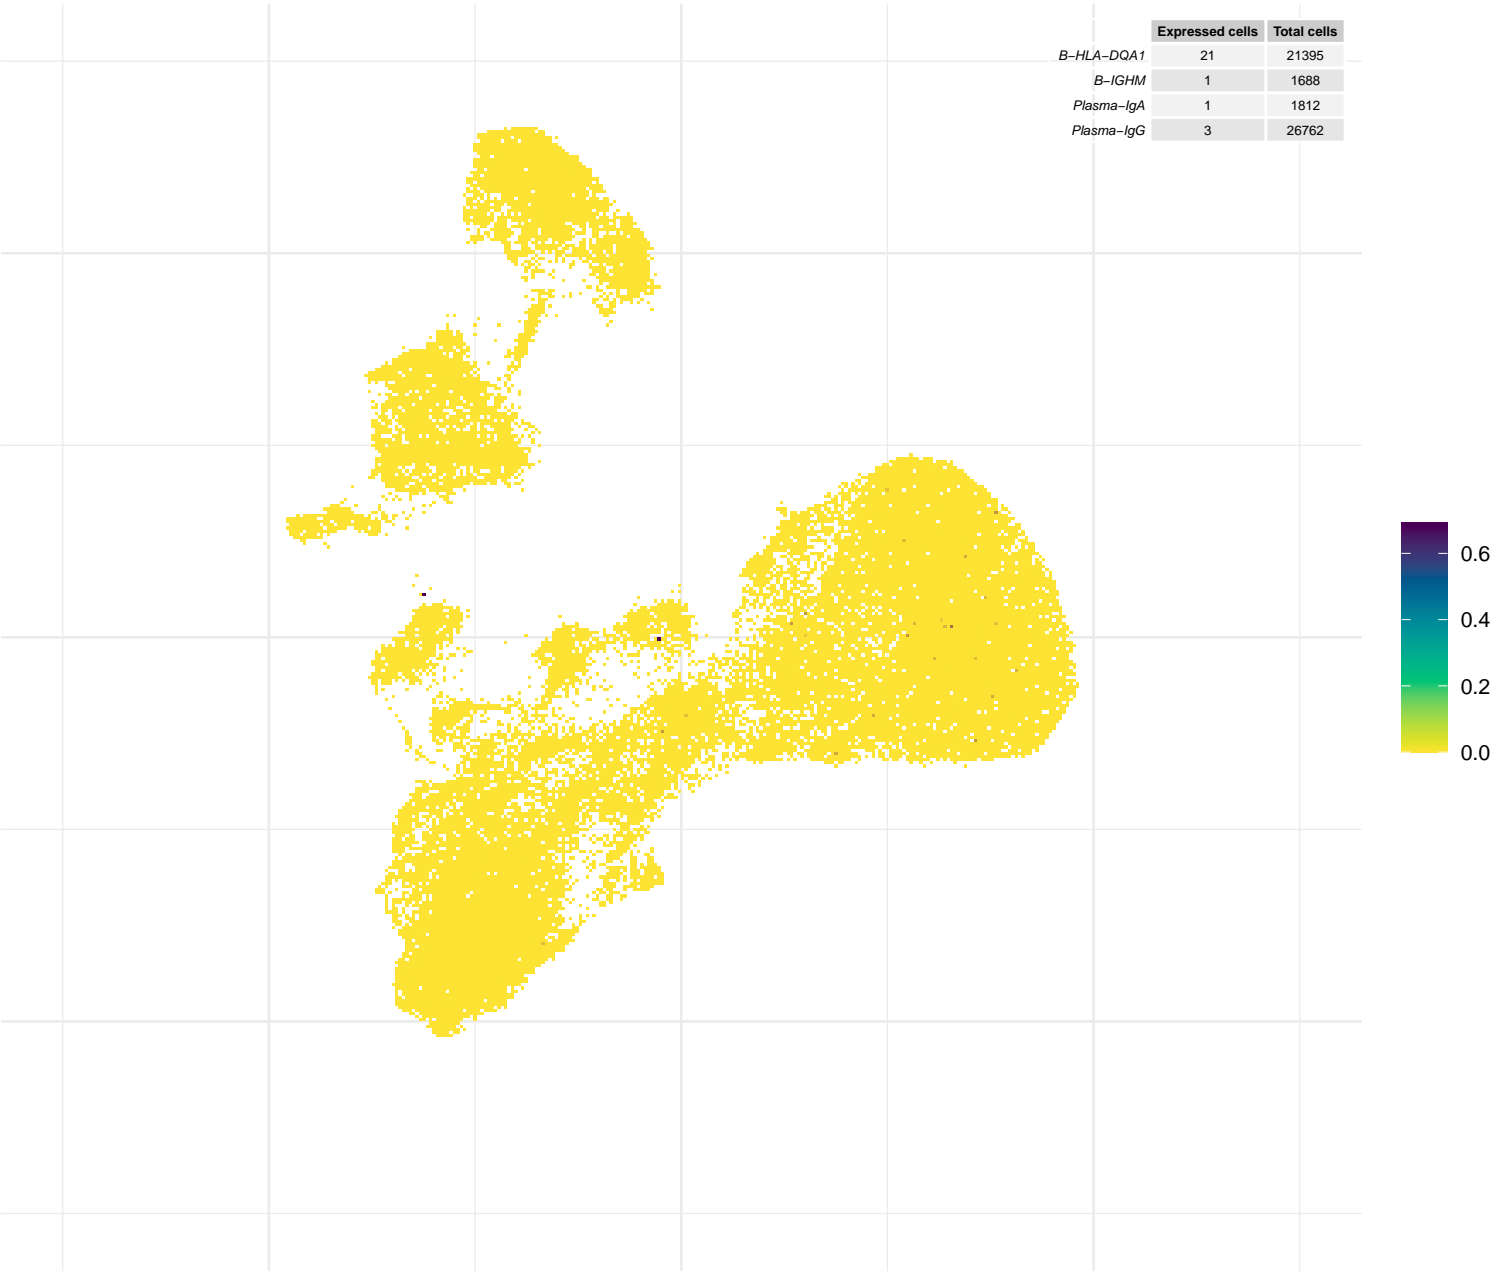 Expressed cells Total cells
B−HLA−DQA1 21 21395
B−IGHM 1 1688
Plasma−IgA 1 1812
Plasma−IgG 3 26762
0.6
0.4
0.2
0.0